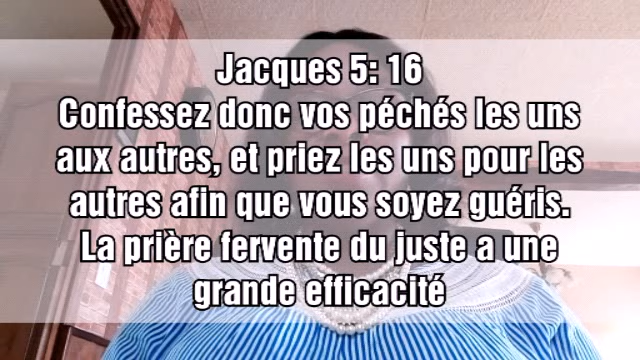 Jacques 5: 16
Confessez donc vos péchés les uns
aux autres, et priez les uns pour les
autres afin que vous soyez guéris.
La prière fervente du juste a une
grande efficacité